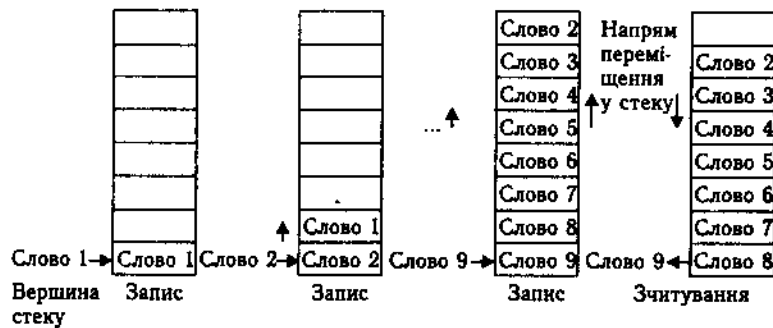 Слово 2
Слово 3
Слово 4
Слово 5
Слово 6
Слово 7
Слово 8
Слово 9
Напрям
перемі-
щення
у стеку
Слово 2
Слово 3
Слово 4
Слово 5
Слово 6
Слово 7
Слово 8
...
Слово 1
Слово 1 Слово 1 Слово 2 Слово 2 Слово 9 Слово 9
Вершина
стеку
Запис
Запис
Запис
Зчитування